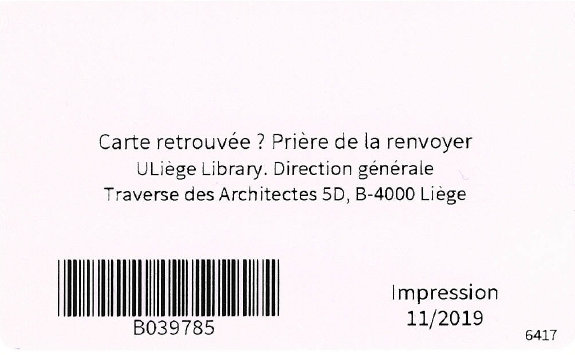 Carte retrouvée ? Prière de la renvoyer
ULiège Library. Direction générale
Traverse des Architectes 5D, B-4000 Liège
B039785
Impression
11/2019
6417